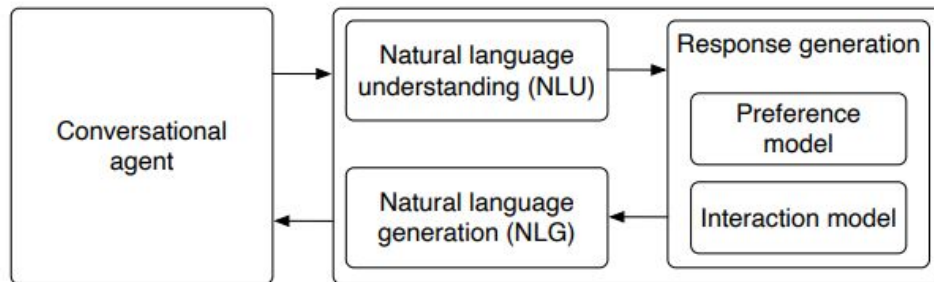 Conversational
agent
Natural language
understanding (NLU)
Natural language
generation (NLG)
Response generation
Preference
model
Interaction model